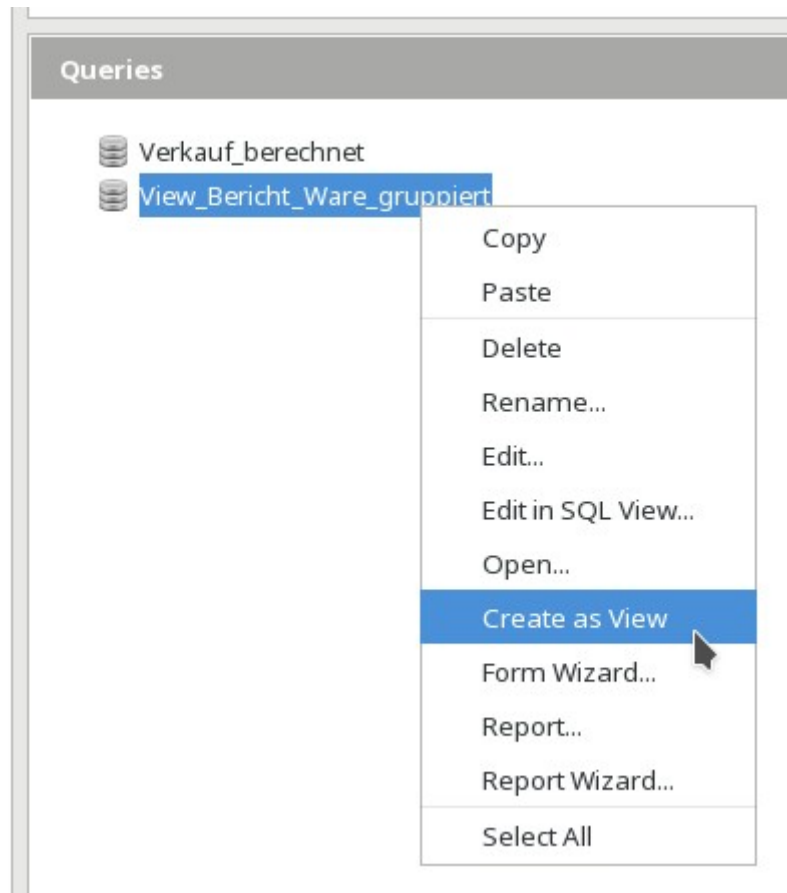 Queries
Verkauf_berechnet
View_Bericht_Ware_gruppiert
Copy
Paste
Delete
Rename...
Edit...
Edit in SQL View...
Open...
Create as View
Form Wizard...
Report...
Report Wizard...
Select All